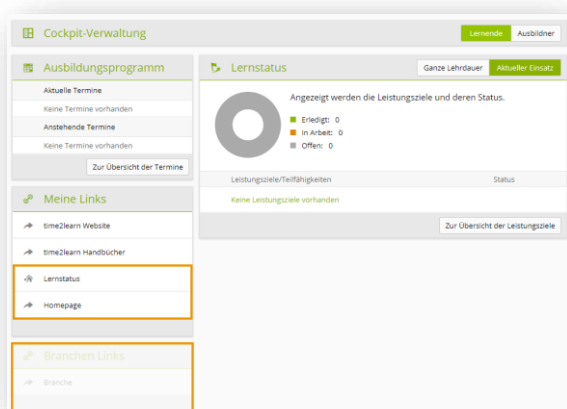 Cockpit-Verwaltung
Lernende Ausbildner
Ausbildungsprogramm
Aktuelle Termine
Keine Termine vorhanden
Anstehende Termine
Keine Termine vorhanden
Zur Übersicht der Termine
Meine Links
time2learn Website
time2learn Handbücher
Lernstatus
Homepage
Branchen Links
Branche
Lernstatus
Ganze Lehrdauer Aktueller Einsatz
Angezeigt werden die Leistungsziele und deren Status.
Erledigt: 0
In Arbeit: 0
Offen: 0
Leistungsziele/Teilfähigkeiten Status
Keine Leistungsziele vorhanden
Zur Übersicht der Leistungsziele